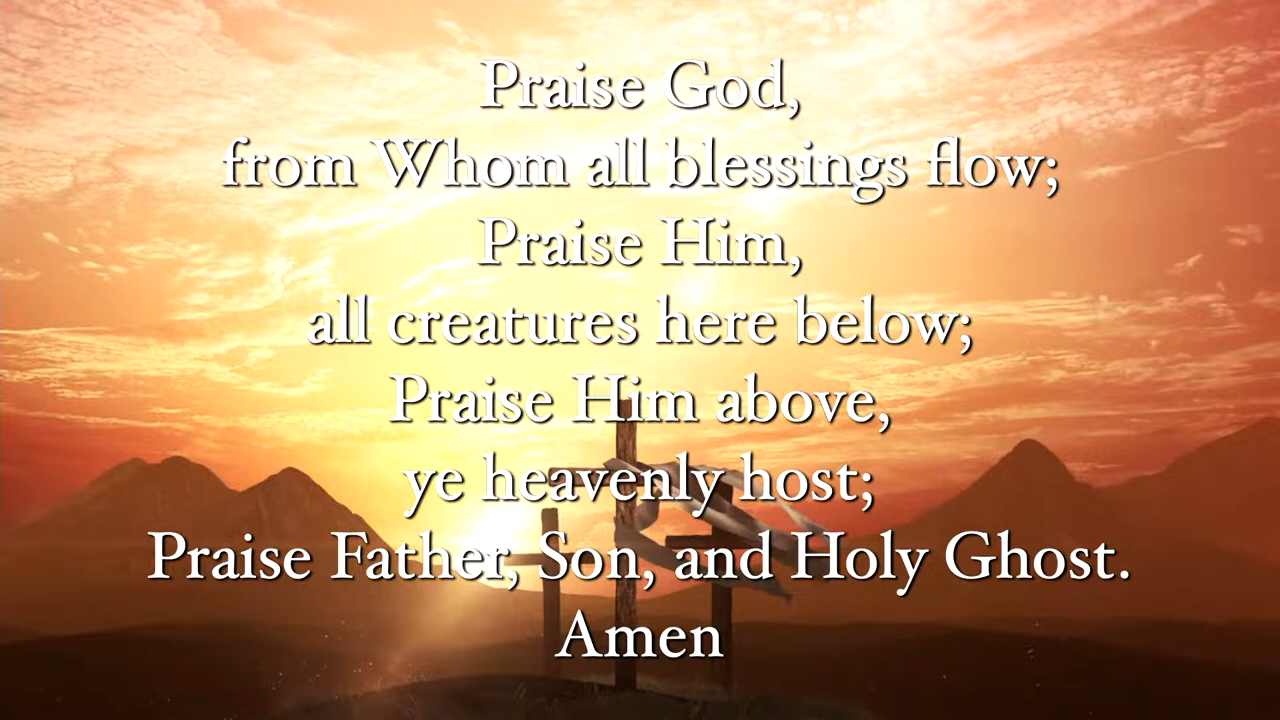 Praise God,
from Whom all blessings flow;
Praise Him,
all creatures here below;
Praise Him above,
ye heavenly host;
Praise Father, Son, and Holy Ghost.
Amen